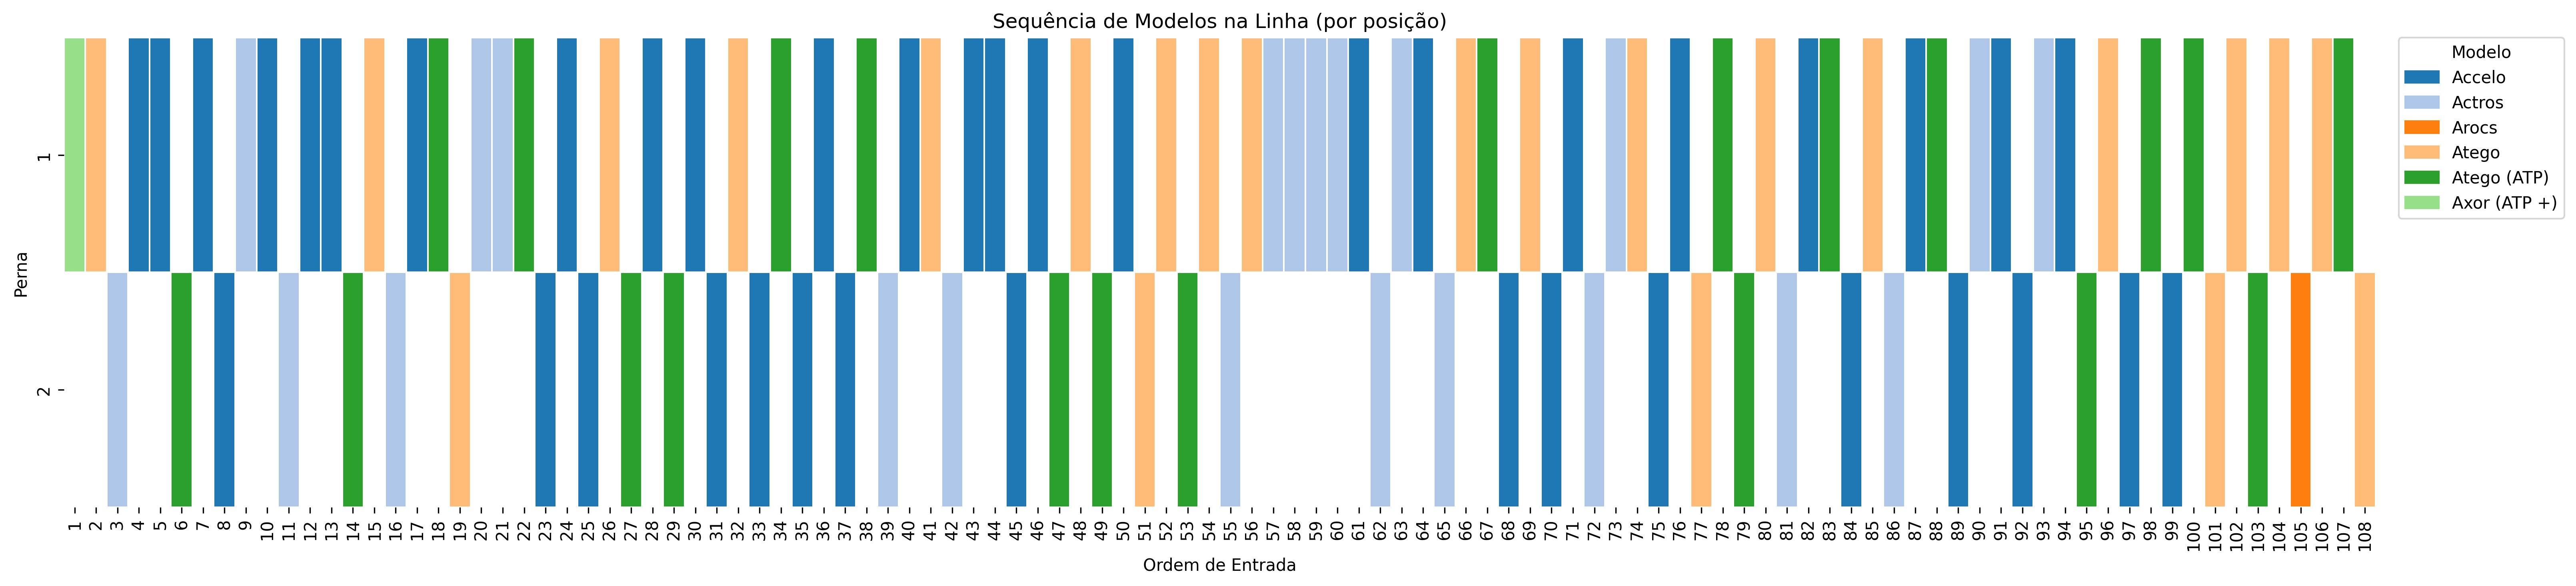 Sequência de Modelos na Linha (por posição)
Modelo
Accelo
Actros
Arocs
Atego
Atego (ATP)
Axor (ATP +)
Perna
1
2
1 2 3 4 5 6 7 8 9 10 11 12 13 14 15 16 17 18 19 20 21 22 23 24 25 26 27 28 29 30 31 32 33 34 35 36 37 38 39 40 41 42 43 44 45 46 47 48 49 50 51 52 53 54 55 56 57 58 59 60 61 62 63 64 65 66 67 68 69 70 71 72 73 74 75 76 77 78 79 80 81 82 83 84 85 86 87 88 89 90 91 92 93 94 95 96 97 98 99 100 101 102 103 104 105 106 107 108
Ordem de Entrada